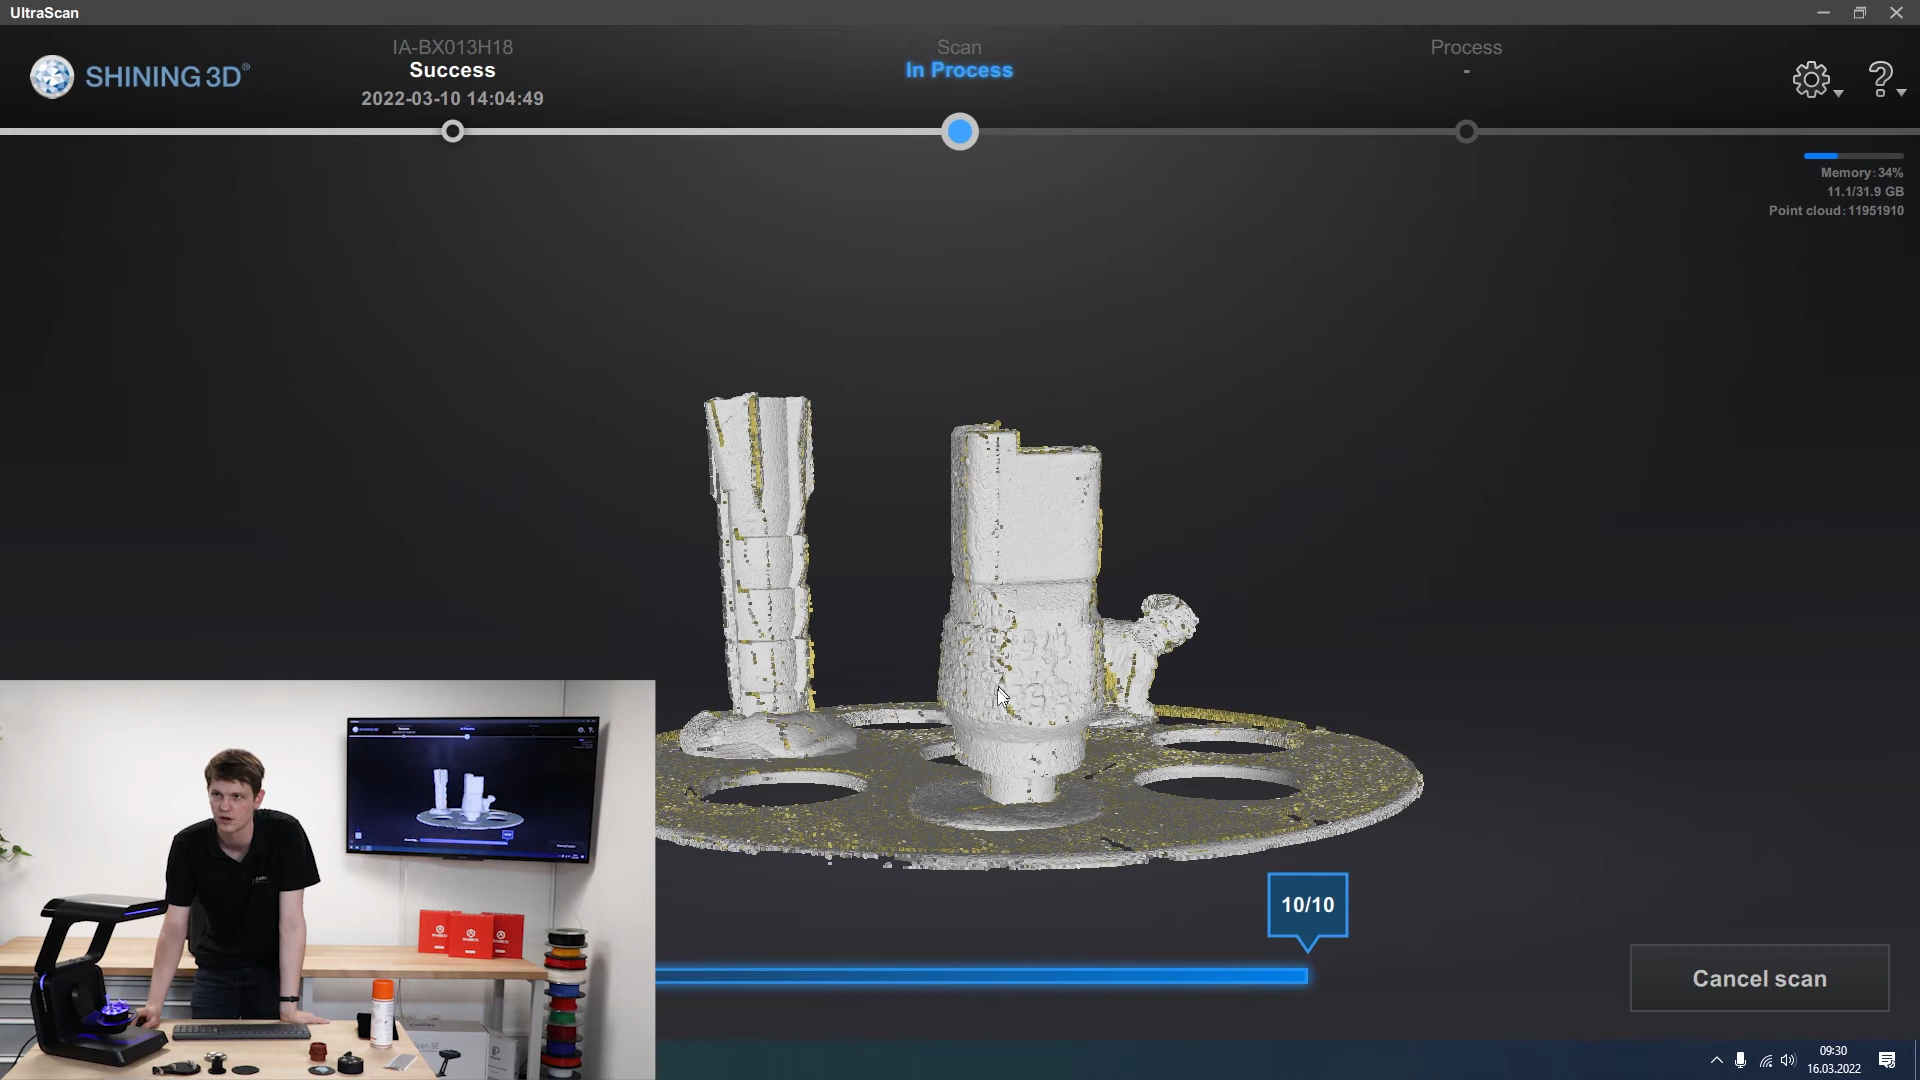 UltraScan
SHINING 3D®
IA-BX013H18
Success
2022-03-10 14:04:49
Scan
In Process
Process
-
Memory: 34%
11.1/31.9 GB
Point cloud: 11951910
10/10
Cancel scan
09:30
16.03.2022